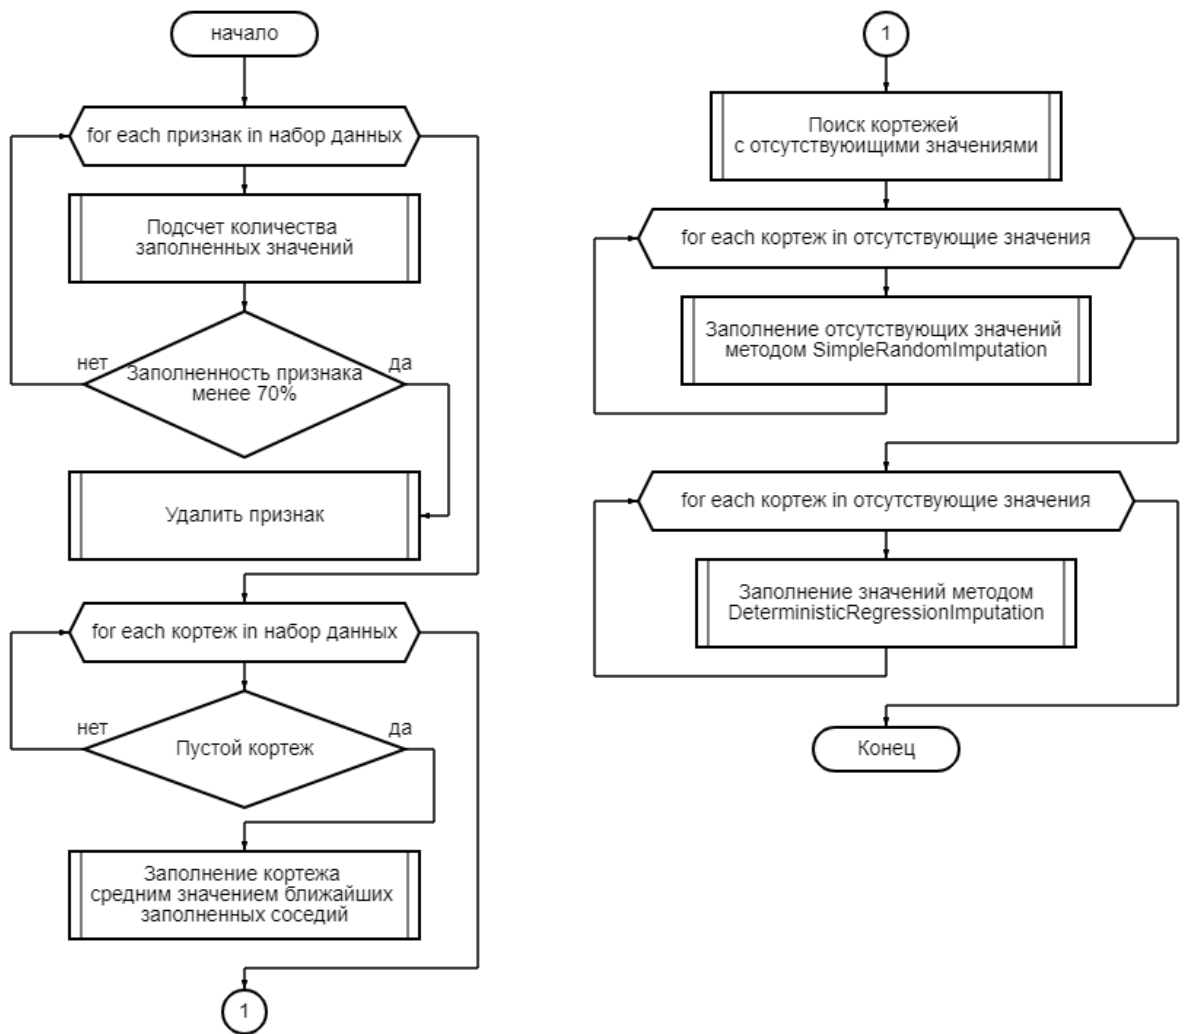 начало
for each признак in набор данных
Подсчет количества
заполненных значений
нет
да
Заполненность признака
менее 70%
Удалить признак
for each кортеж in набор данных
нет
да
Пустой кортеж
Заполнение кортежа
средним значением ближайших
заполненных соседий
1
1
Поиск кортежей
с отсутствуюищими значениями
for each кортеж in отсутствующие значения
Заполнение отсутствующих значений
методом SimpleRandomImputation
for each кортеж in отсутствующие значения
Заполнение значений методом
DeterministicRegressionImputation
Конец